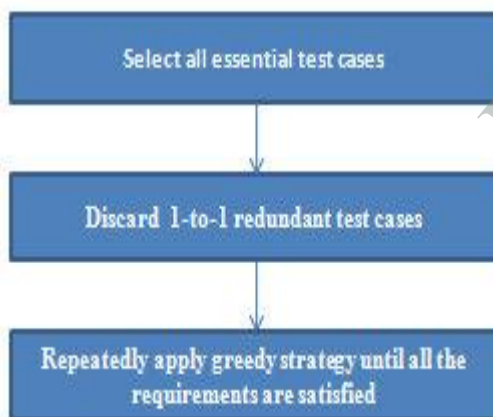 Select all essential test cases
Discard 1-to-1 redundant test cases
Repeatedly apply greedy strategy until all the
requirements are satisfied